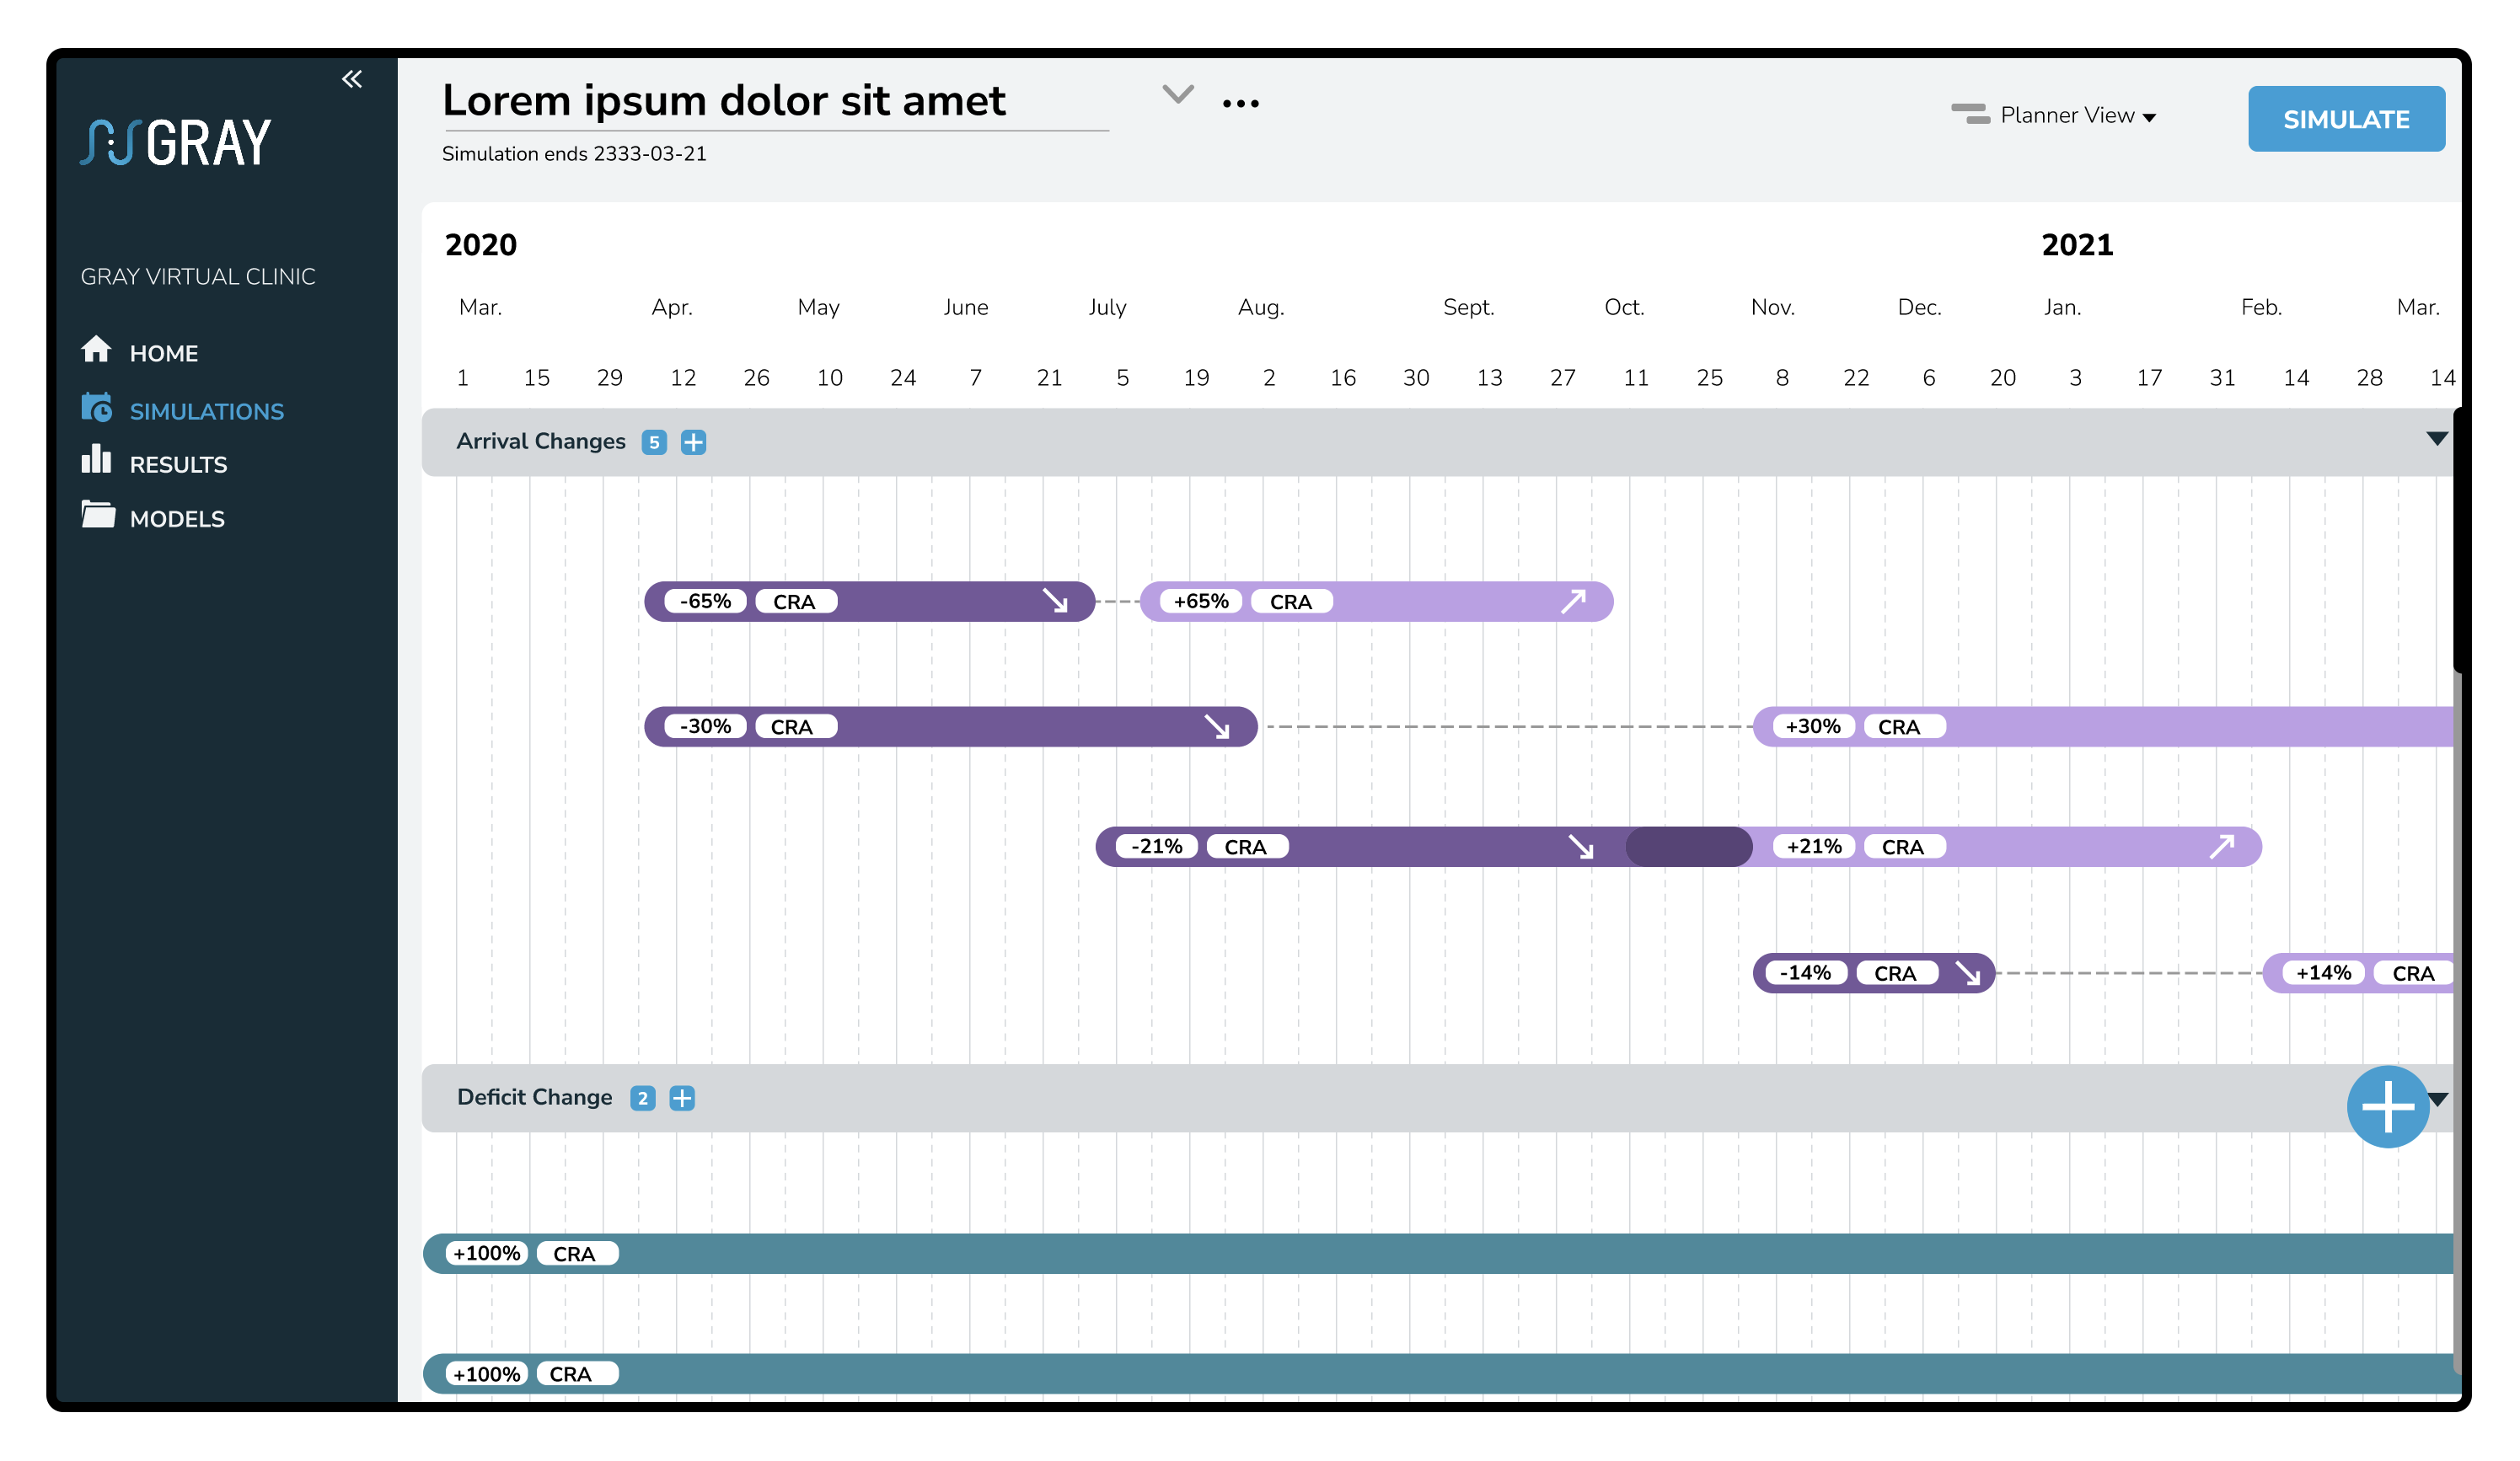 GRAY
GRAY VIRTUAL CLINIC
HOME
SIMULATIONS
RESULTS
MODELS
Lorem ipsum dolor sit amet
Simulation ends 2333-03-21
Planner View
SIMULATE
2020 2021
Mar. Apr. May June July Aug. Sept. Oct. Nov. Dec. Jan. Feb. Mar.
1 15 29 12 26 10 24 7 21 5 19 2 16 30 13 27 11 25 8 22 6 20 3 17 31 14 28 14
Arrival Changes 5
-65% CRA +65% CRA
-30% CRA +30% CRA
-21% CRA +21% CRA
-14% CRA +14% CRA
Deficit Change 2
+100% CRA
+100% CRA